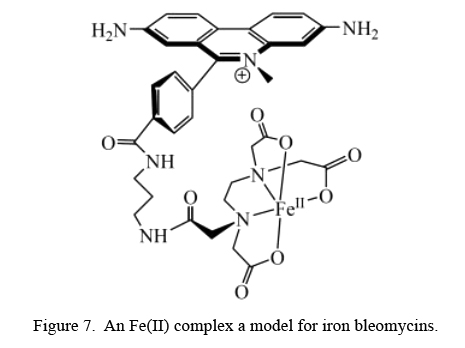 H₂N
NH₂
N
⊕
O
NH
O
O
O
N
O
O
NH
N
Fe^II
O
O
O
Figure 7. An Fe(II) complex a model for iron bleomycins.